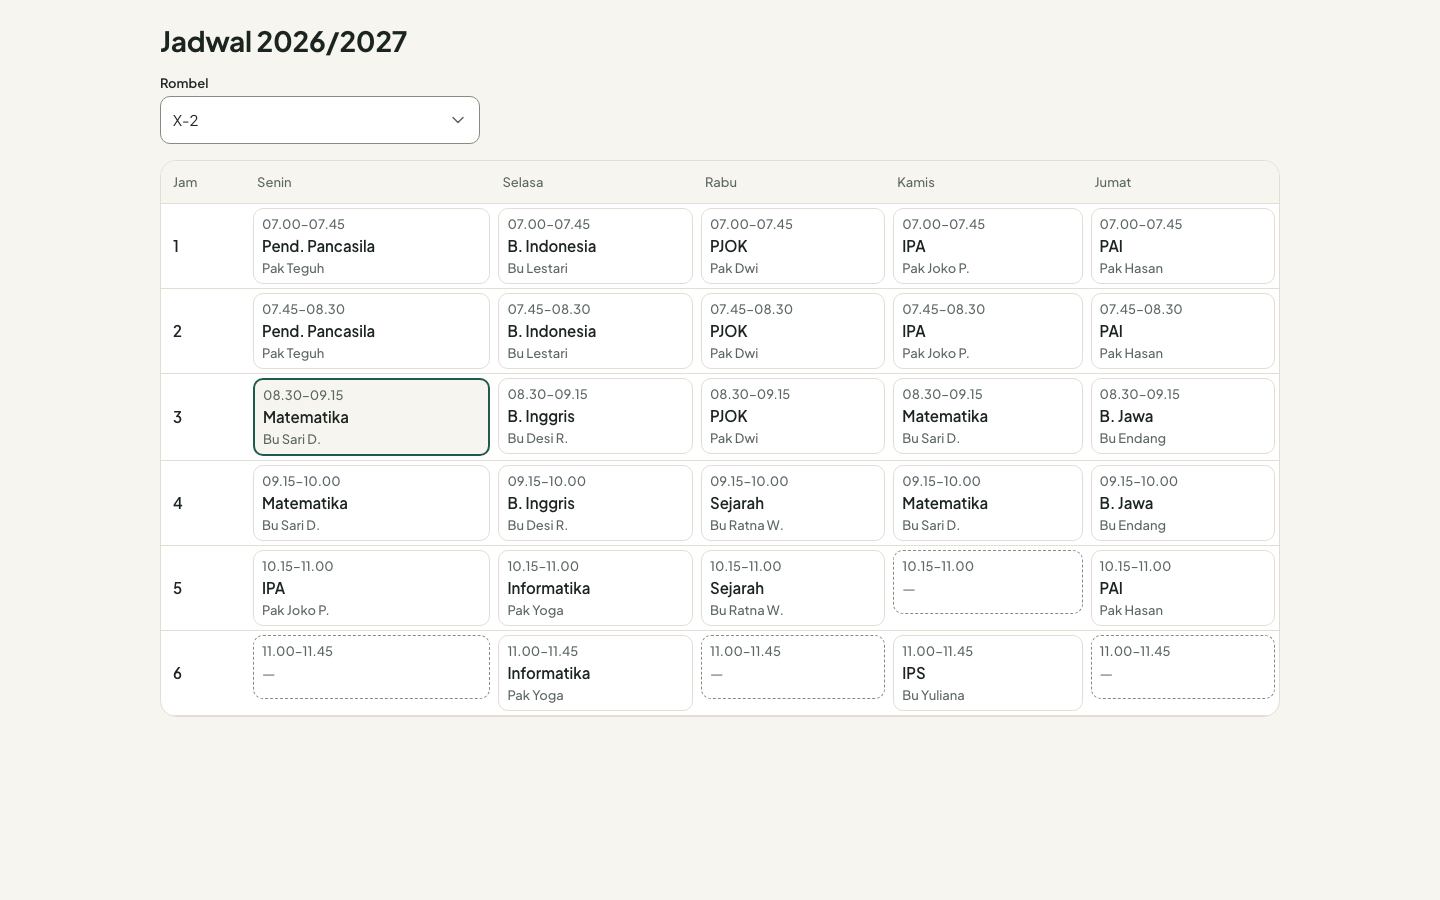 Jadwal 2026/2027
Rombel
X-2
Jam Senin Selasa Rabu Kamis Jumat
1
07.00–07.45
Pend. Pancasila
Pak Teguh
07.00–07.45
B. Indonesia
Bu Lestari
07.00–07.45
PJOK
Pak Dwi
07.00–07.45
IPA
Pak Joko P.
07.00–07.45
PAI
Pak Hasan
2
07.45–08.30
Pend. Pancasila
Pak Teguh
07.45–08.30
B. Indonesia
Bu Lestari
07.45–08.30
PJOK
Pak Dwi
07.45–08.30
IPA
Pak Joko P.
07.45–08.30
PAI
Pak Hasan
3
08.30–09.15
Matematika
Bu Sari D.
08.30–09.15
B. Inggris
Bu Desi R.
08.30–09.15
PJOK
Pak Dwi
08.30–09.15
Matematika
Bu Sari D.
08.30–09.15
B. Jawa
Bu Endang
4
09.15–10.00
Matematika
Bu Sari D.
09.15–10.00
B. Inggris
Bu Desi R.
09.15–10.00
Sejarah
Bu Ratna W.
09.15–10.00
Matematika
Bu Sari D.
09.15–10.00
B. Jawa
Bu Endang
5
10.15–11.00
IPA
Pak Joko P.
10.15–11.00
Informatika
Pak Yoga
10.15–11.00
Sejarah
Bu Ratna W.
10.15–11.00
—
10.15–11.00
PAI
Pak Hasan
6
11.00–11.45
—
11.00–11.45
Informatika
Pak Yoga
11.00–11.45
—
11.00–11.45
IPS
Bu Yuliana
11.00–11.45
—